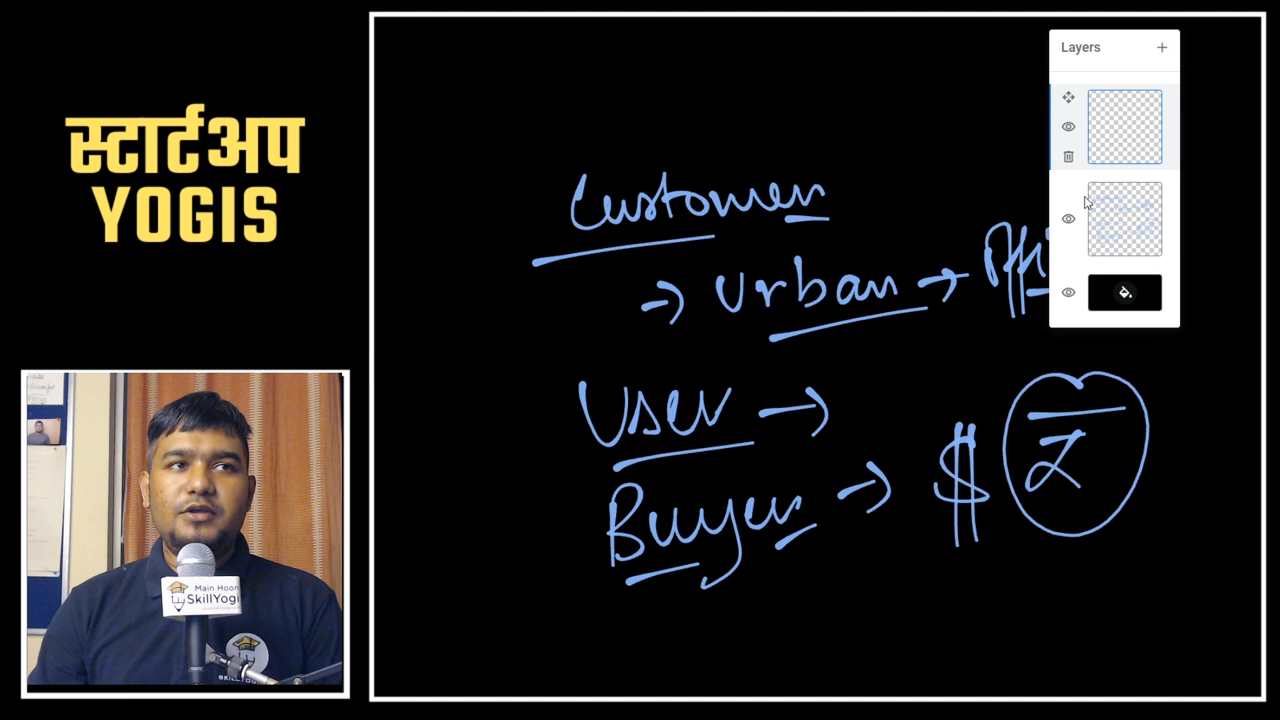 स्टार्टअप
YOGIS
Layers
Customer
→ Urban →
User →
Buyer → $ ₹
Main Hoon
SkillYogi